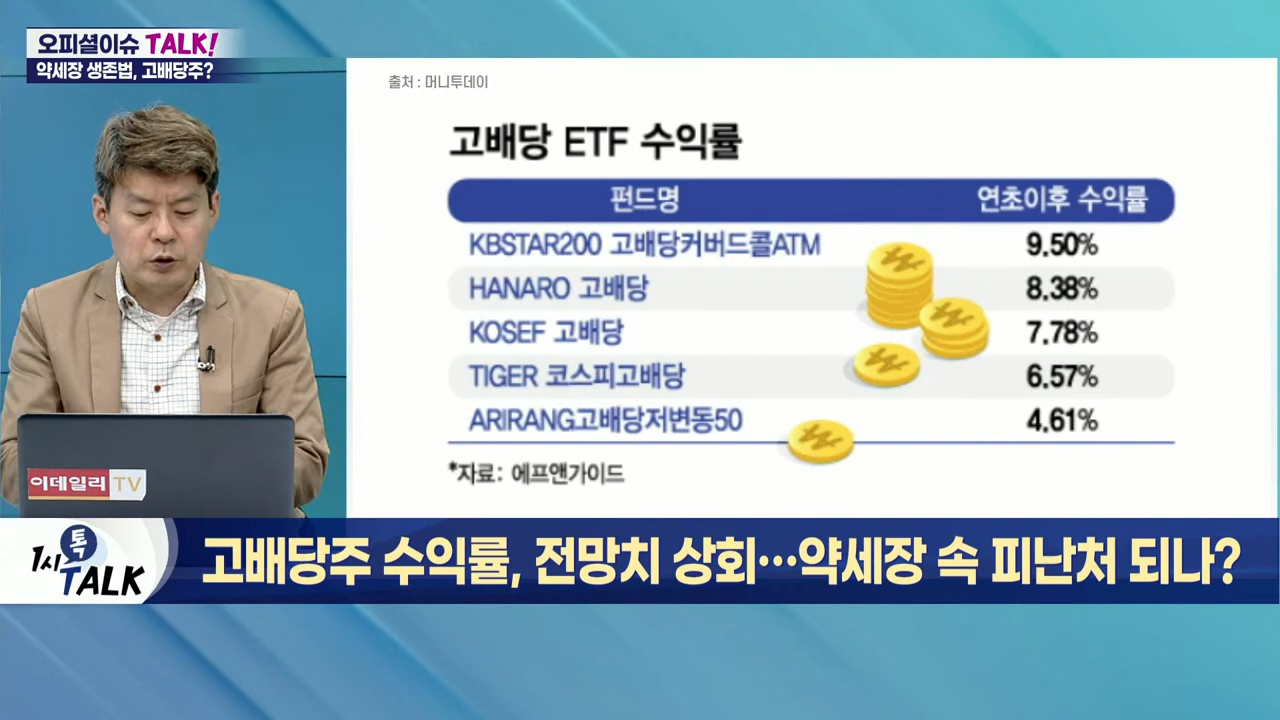 오피셜이슈 TALK!
약세장 생존법, 고배당주?
출처 : 머니투데이
고배당 ETF 수익률
펀드명 연초이후 수익률
KBSTAR200 고배당커버드콜ATM 9.50%
HANARO 고배당 8.38%
KOSEF 고배당 7.78%
TIGER 코스피고배당 6.57%
ARIRANG고배당저변동50 4.61%
*자료: 에프앤가이드
이데일리TV
1시 톡 TALK
고배당주 수익률, 전망치 상회…약세장 속 피난처 되나?